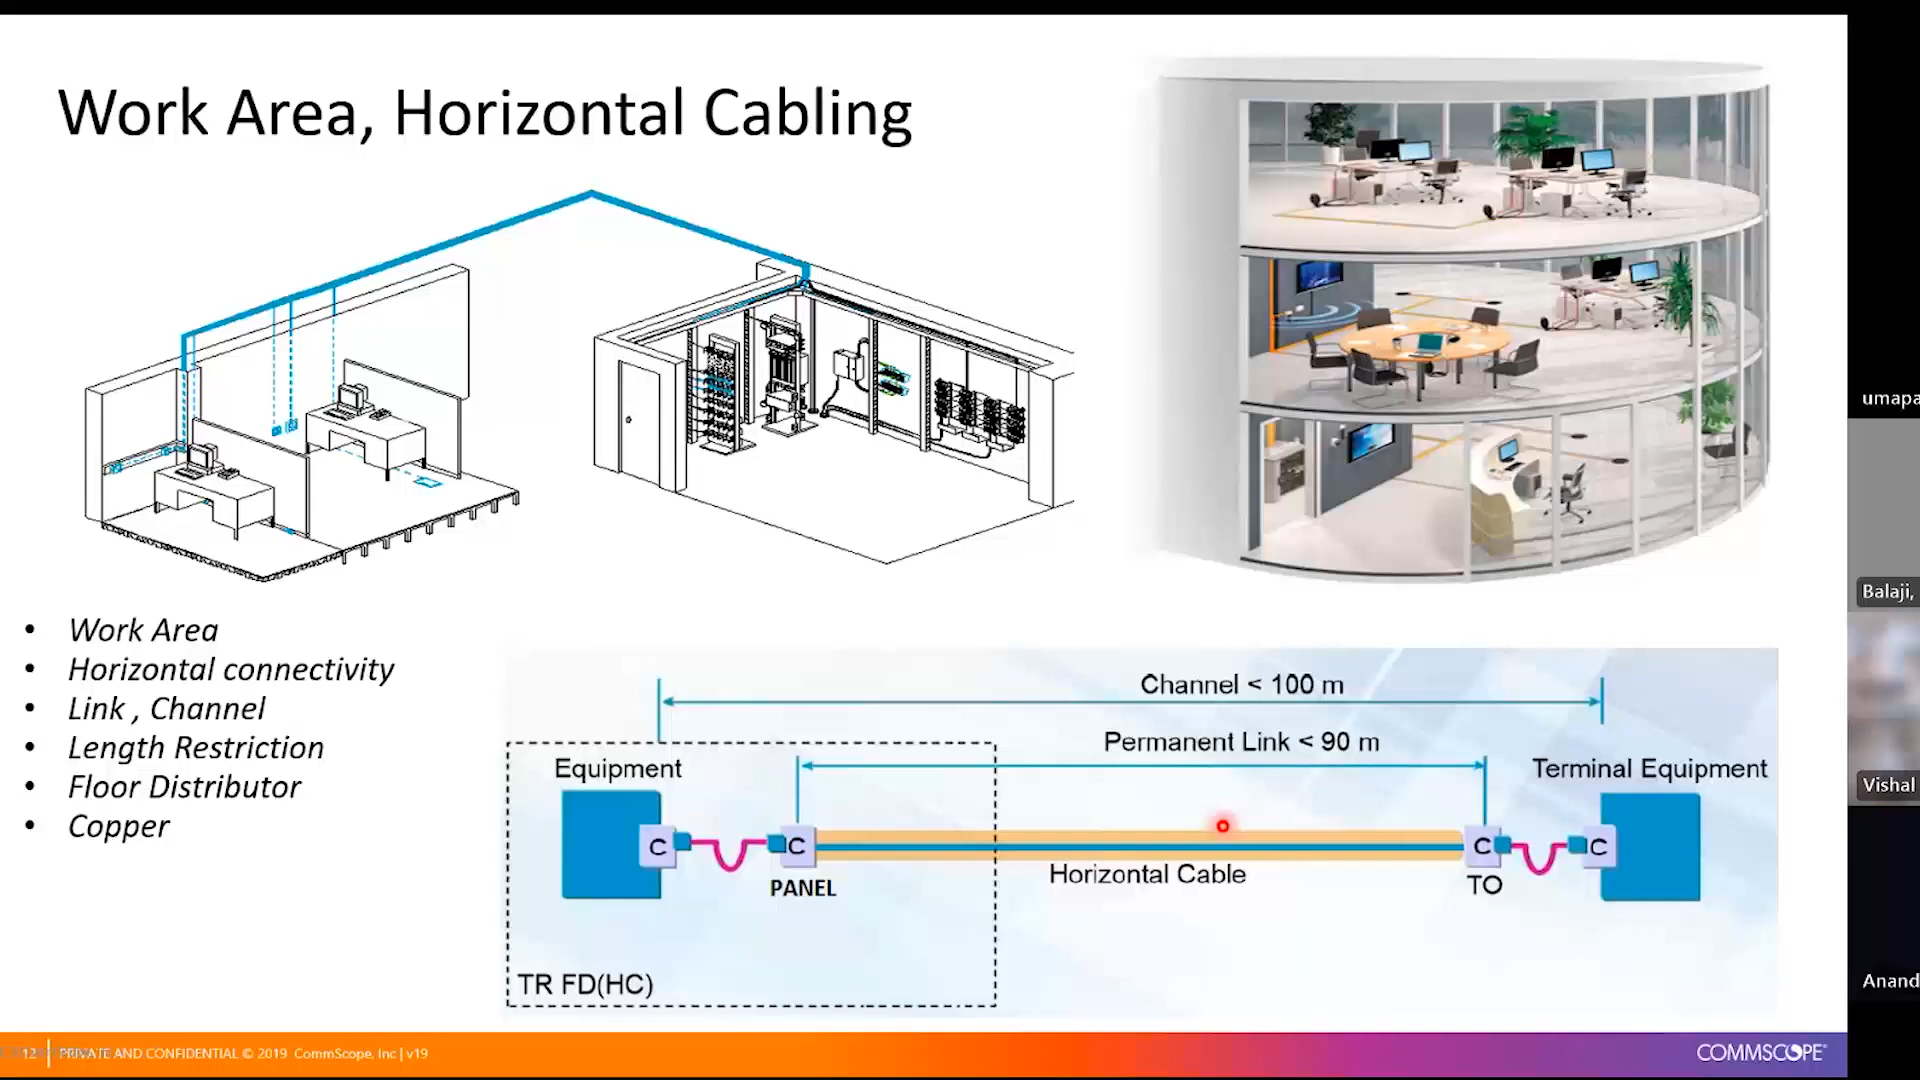 Work Area, Horizontal Cabling
• Work Area
• Horizontal connectivity
• Link , Channel
• Length Restriction
• Floor Distributor
• Copper
Channel < 100 m
Permanent Link < 90 m
Equipment
Terminal Equipment
C
C
C
C
PANEL
Horizontal Cable
TO
TR FD(HC)
12
PRIVATE AND CONFIDENTIAL © 2019 CommScope, Inc | v19
COMMSCOPE®
umapa
Balaji,
Vishal
Anand